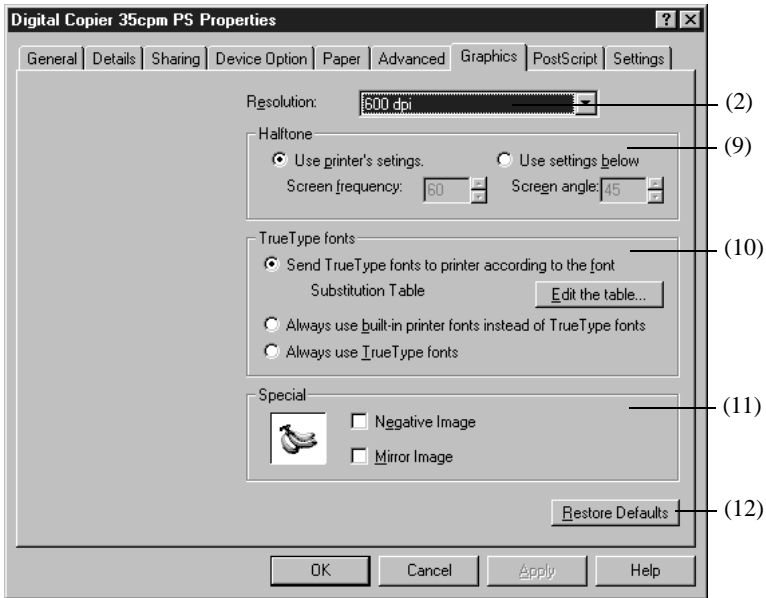 Digital Copier 35cpm PS Properties
General Details Sharing Device Option Paper Advanced Graphics PostScript Settings
Resolution: 600 dpi (2)
Halftone (9)
Use printer's setings. Use settings below
Screen frequency: 60 Screen angle: 45
TrueType fonts (10)
Send TrueType fonts to printer according to the font
Substitution Table Edit the table...
Always use built-in printer fonts instead of TrueType fonts
Always use TrueType fonts
Special (11)
Negative Image
Mirror Image
Restore Defaults (12)
OK Cancel Apply Help